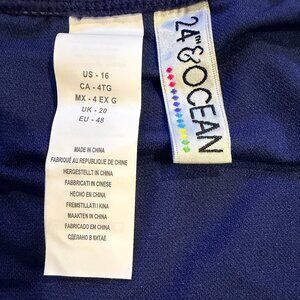 US - 16
CA - 4TG
MX - 4 EX G
UK - 20
EU - 48
MADE IN CHINA
FABRIQUÉ AU REPUBLIQUE DE CHINE
HERGESTELLT IN CHINA
FABBRICATI IN CINESE
HECHO EN CHINA
FREMSTILLATI I KINA
MAAKTEN IN CHINA
FABRICADO EM CHINA
СДЕЛАНО В КИТАЕ
24TH & OCEAN